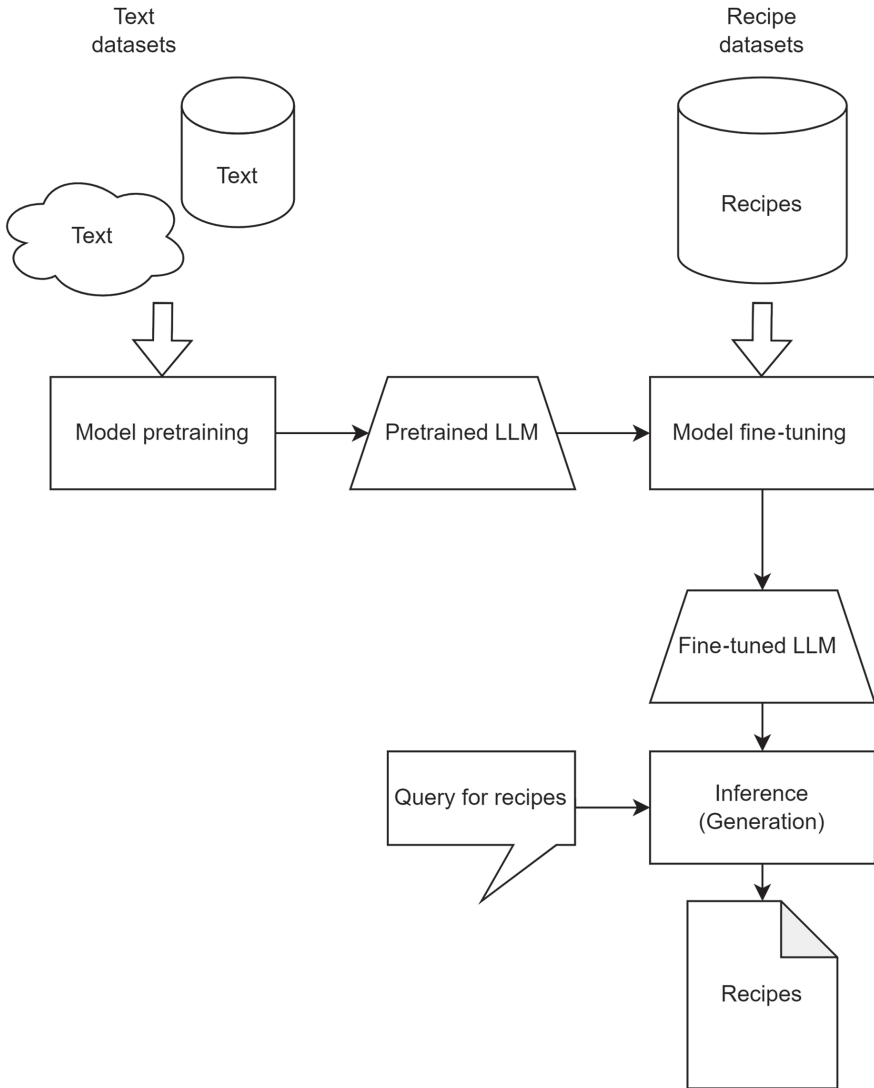 Text
datasets
Recipe
datasets
Text
Text
Recipes
Model pretraining
Pretrained LLM
Model fine-tuning
Fine-tuned LLM
Query for recipes
Inference
(Generation)
Recipes